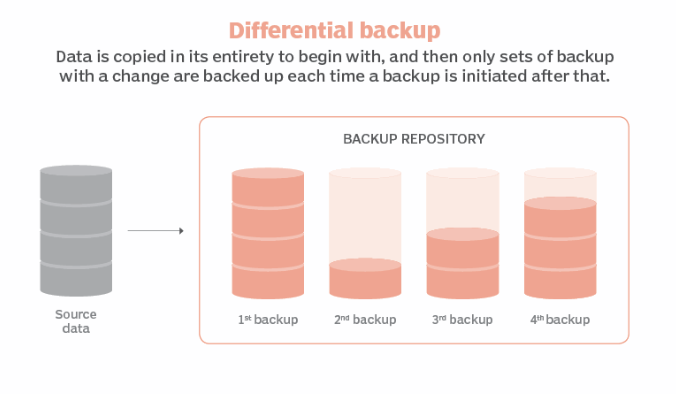 Differential backup
Data is copied in its entirety to begin with, and then only sets of backup
with a change are backed up each time a backup is initiated after that.
BACKUP REPOSITORY
Source
data
1st backup
2nd backup
3rd backup
4th backup